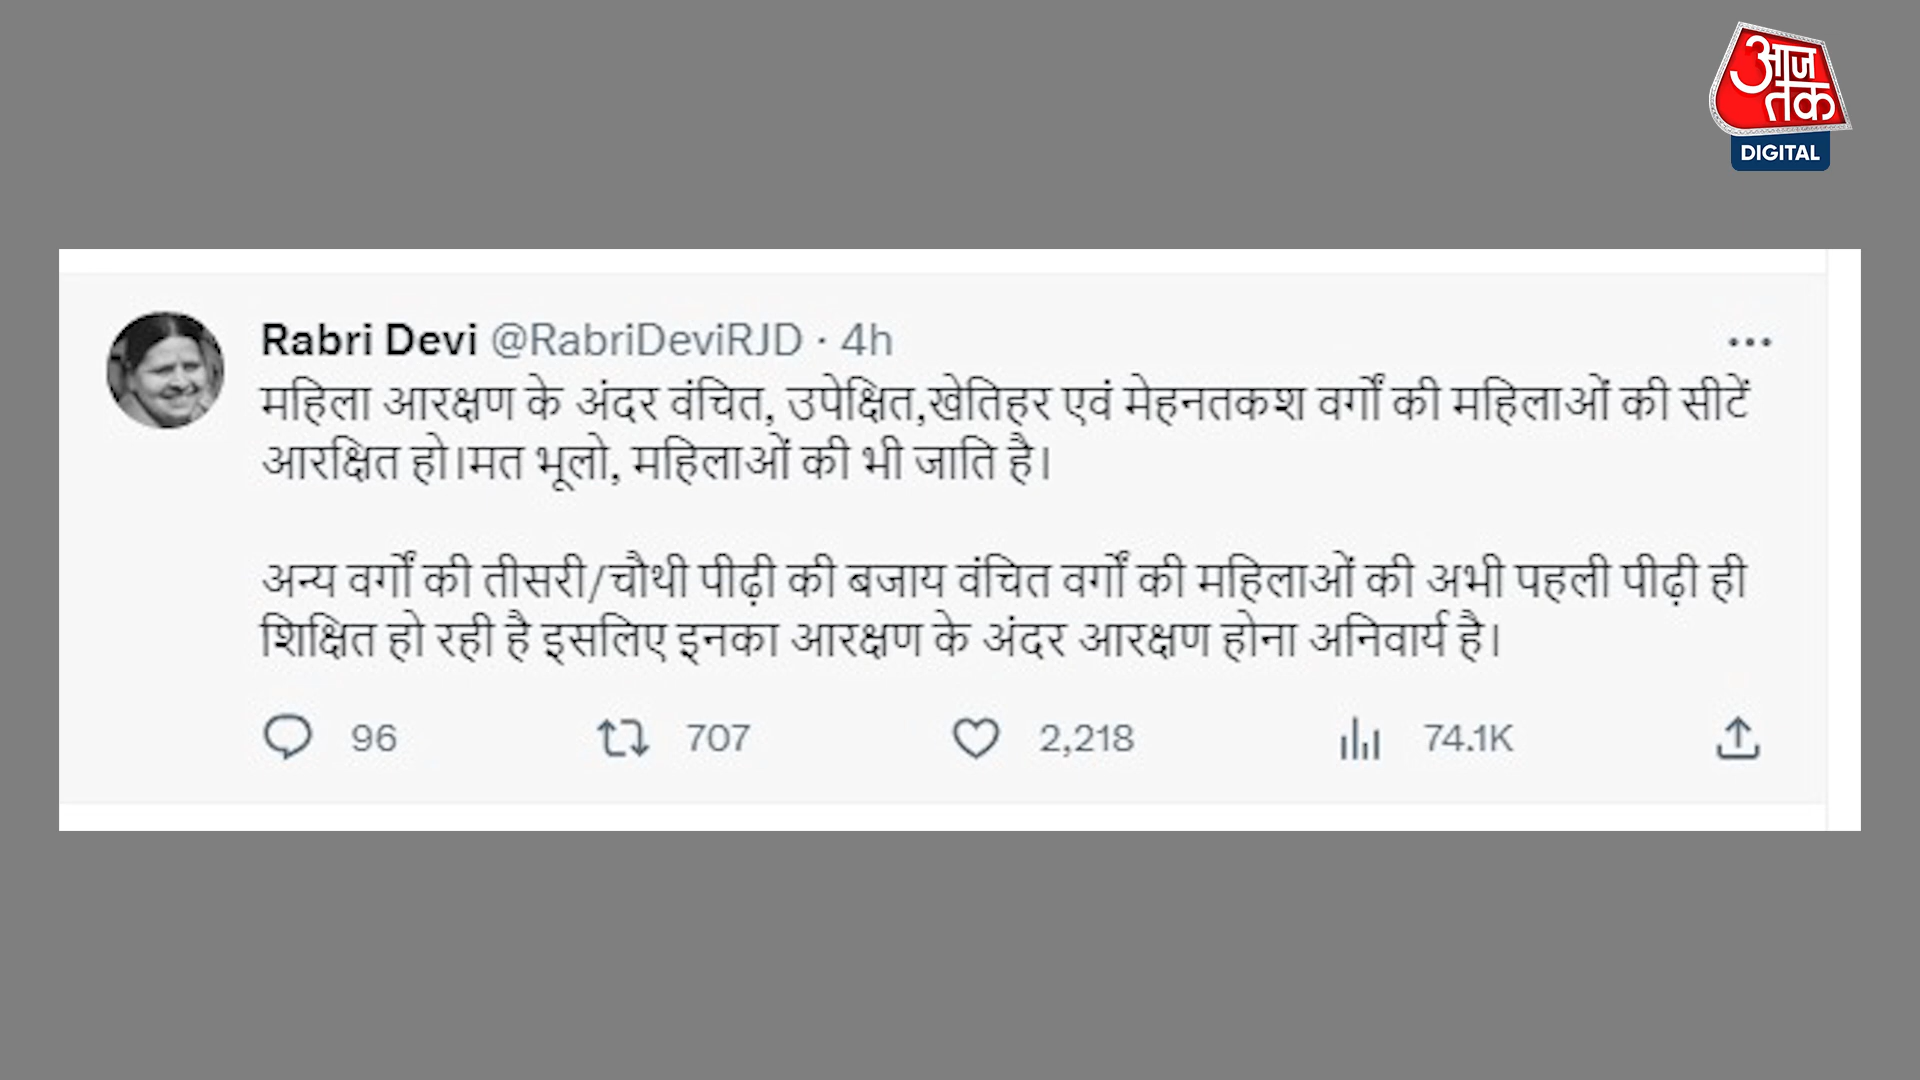 आज
तक
DIGITAL
Rabri Devi @RabriDeviRJD · 4h
महिला आरक्षण के अंदर वंचित, उपेक्षित,खेतिहर एवं मेहनतकश वर्गों की महिलाओं की सीटें
आरक्षित हो।मत भूलो, महिलाओं की भी जाति है।
अन्य वर्गों की तीसरी/चौथी पीढ़ी की बजाय वंचित वर्गों की महिलाओं की अभी पहली पीढ़ी ही
शिक्षित हो रही है इसलिए इनका आरक्षण के अंदर आरक्षण होना अनिवार्य है।
96 707 2,218 74.1K